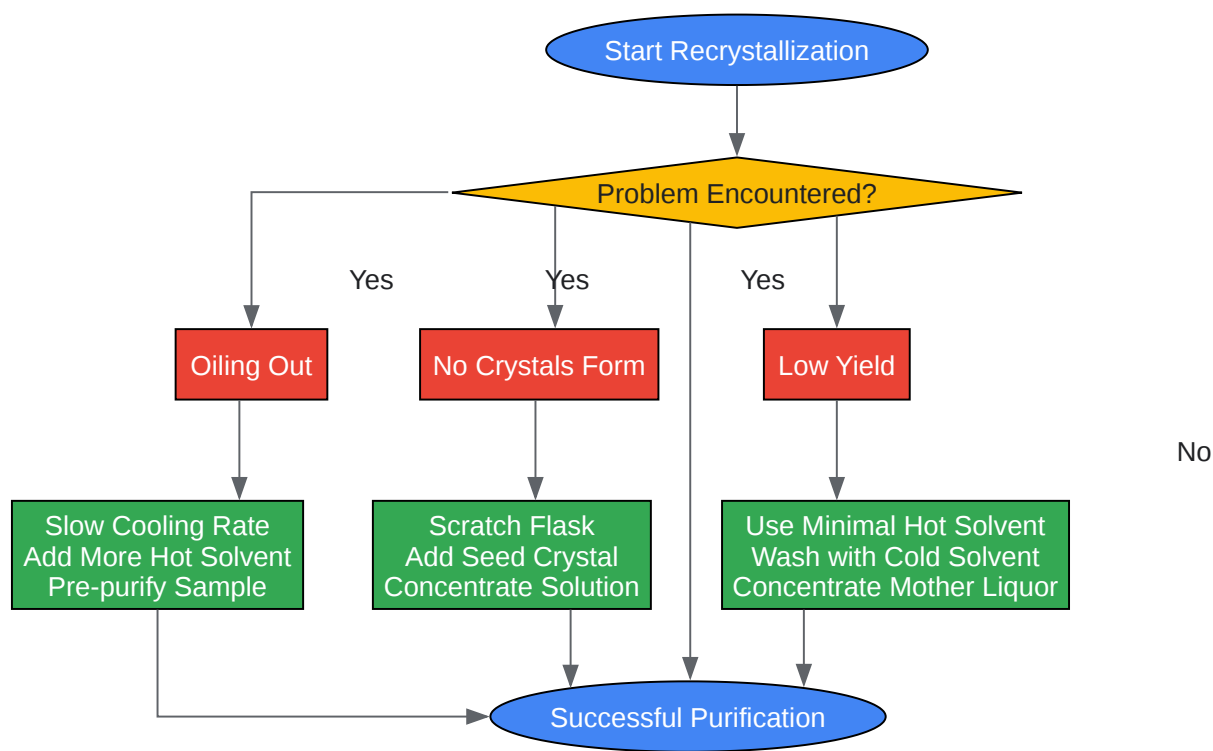 Start Recrystallization
Problem Encountered?
Yes
Yes
Yes
Oiling Out
No Crystals Form
Low Yield
No
Slow Cooling Rate
Add More Hot Solvent
Pre-purify Sample
Scratch Flask
Add Seed Crystal
Concentrate Solution
Use Minimal Hot Solvent
Wash with Cold Solvent
Concentrate Mother Liquor
Successful Purification